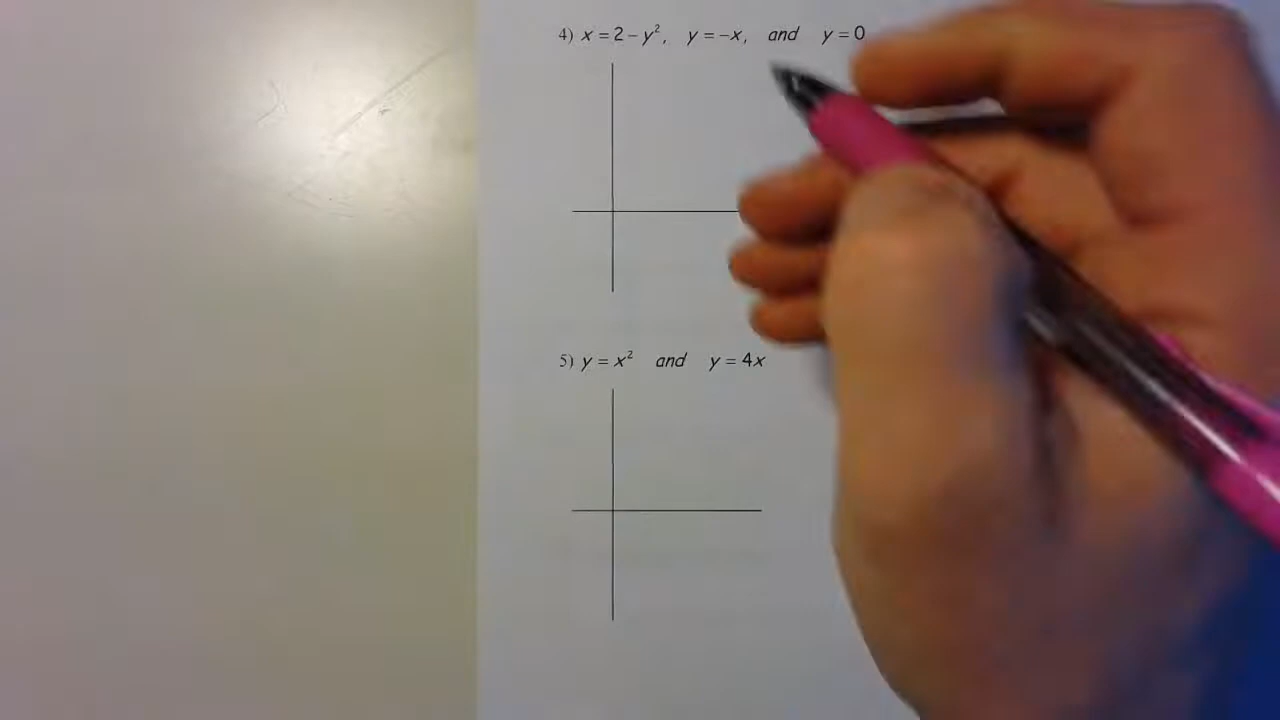 4) x = 2 – y², y = –x, and y = 0
5) y = x² and y = 4x